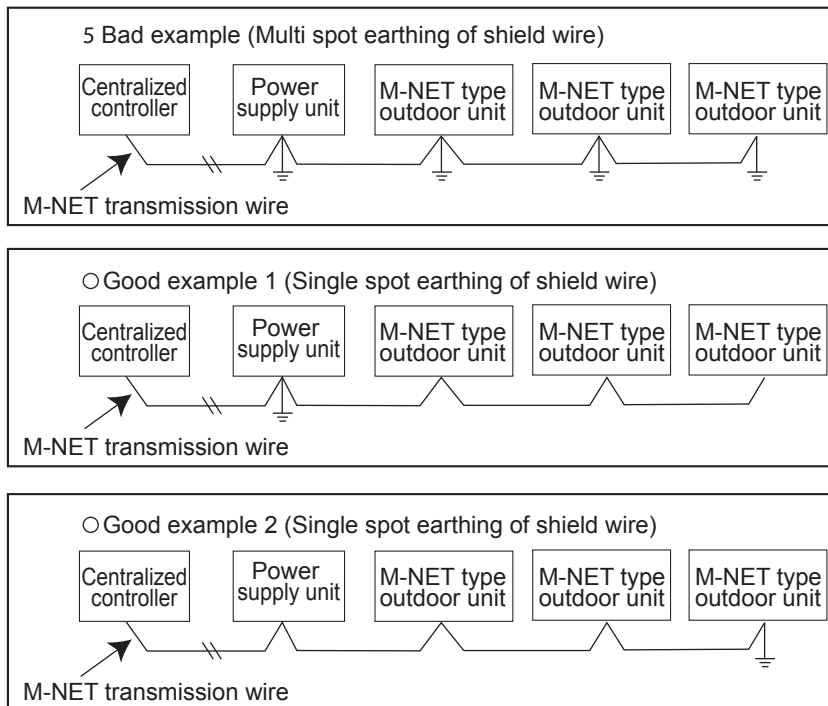 5 Bad example (Multi spot earthing of shield wire)
Centralized controller
Power supply unit
M-NET type outdoor unit
M-NET type outdoor unit
M-NET type outdoor unit
M-NET transmission wire
○ Good example 1 (Single spot earthing of shield wire)
Centralized controller
Power supply unit
M-NET type outdoor unit
M-NET type outdoor unit
M-NET type outdoor unit
M-NET transmission wire
○ Good example 2 (Single spot earthing of shield wire)
Centralized controller
Power supply unit
M-NET type outdoor unit
M-NET type outdoor unit
M-NET type outdoor unit
M-NET transmission wire